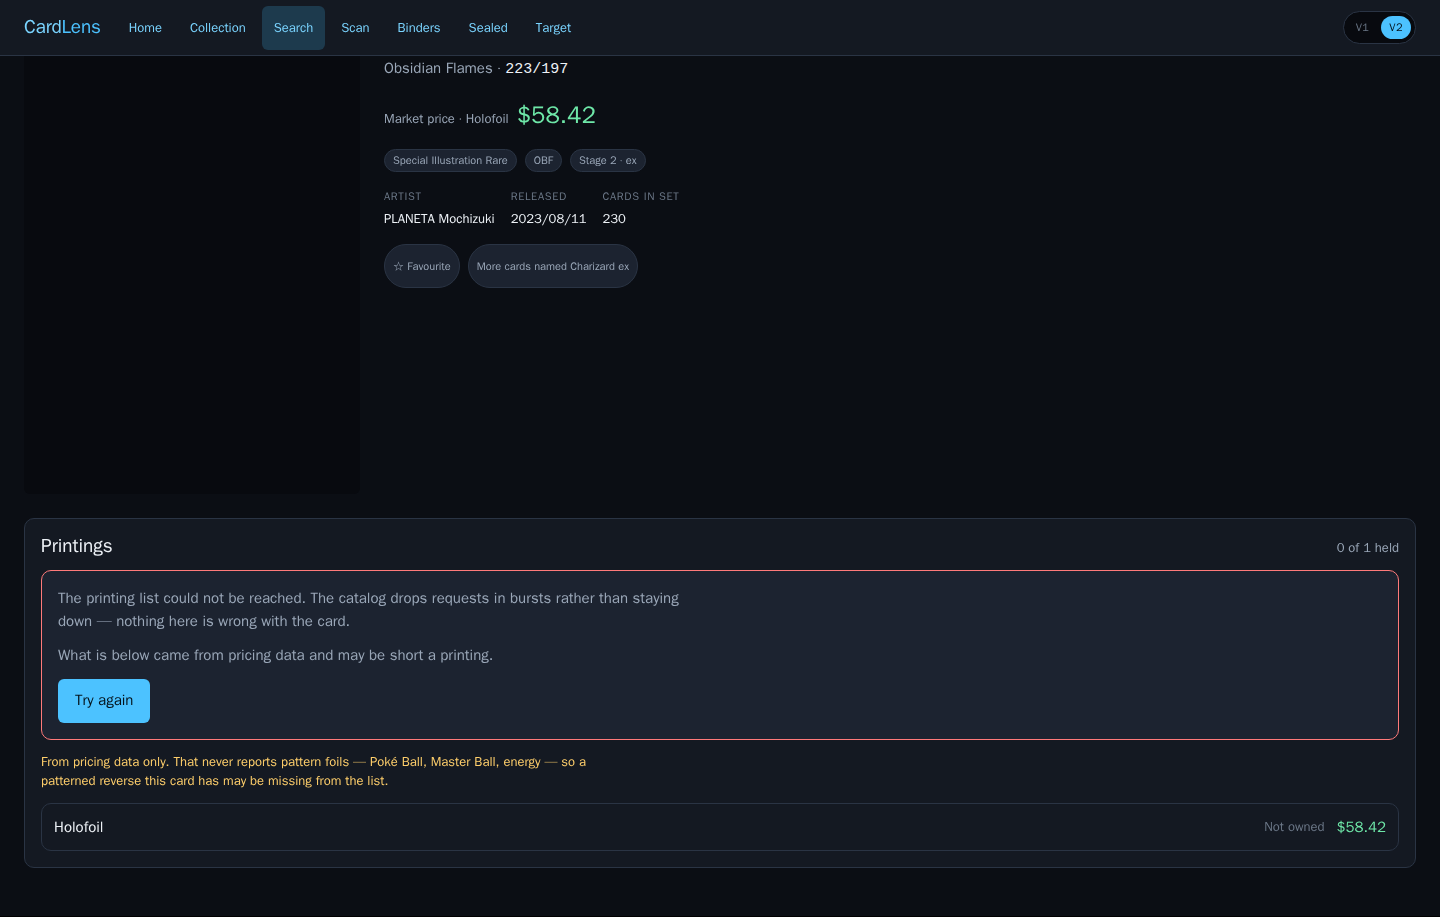 CardLens Home Collection Search Scan Binders Sealed Target V1 V2
Obsidian Flames · 223/197
Market price · Holofoil $58.42
Special Illustration Rare OBF Stage 2 · ex
ARTIST RELEASED CARDS IN SET
PLANETA Mochizuki 2023/08/11 230
☆ Favourite More cards named Charizard ex
Printings 0 of 1 held
The printing list could not be reached. The catalog drops requests in bursts rather than staying
down — nothing here is wrong with the card.
What is below came from pricing data and may be short a printing.
Try again
From pricing data only. That never reports pattern foils — Poké Ball, Master Ball, energy — so a
patterned reverse this card has may be missing from the list.
Holofoil Not owned $58.42